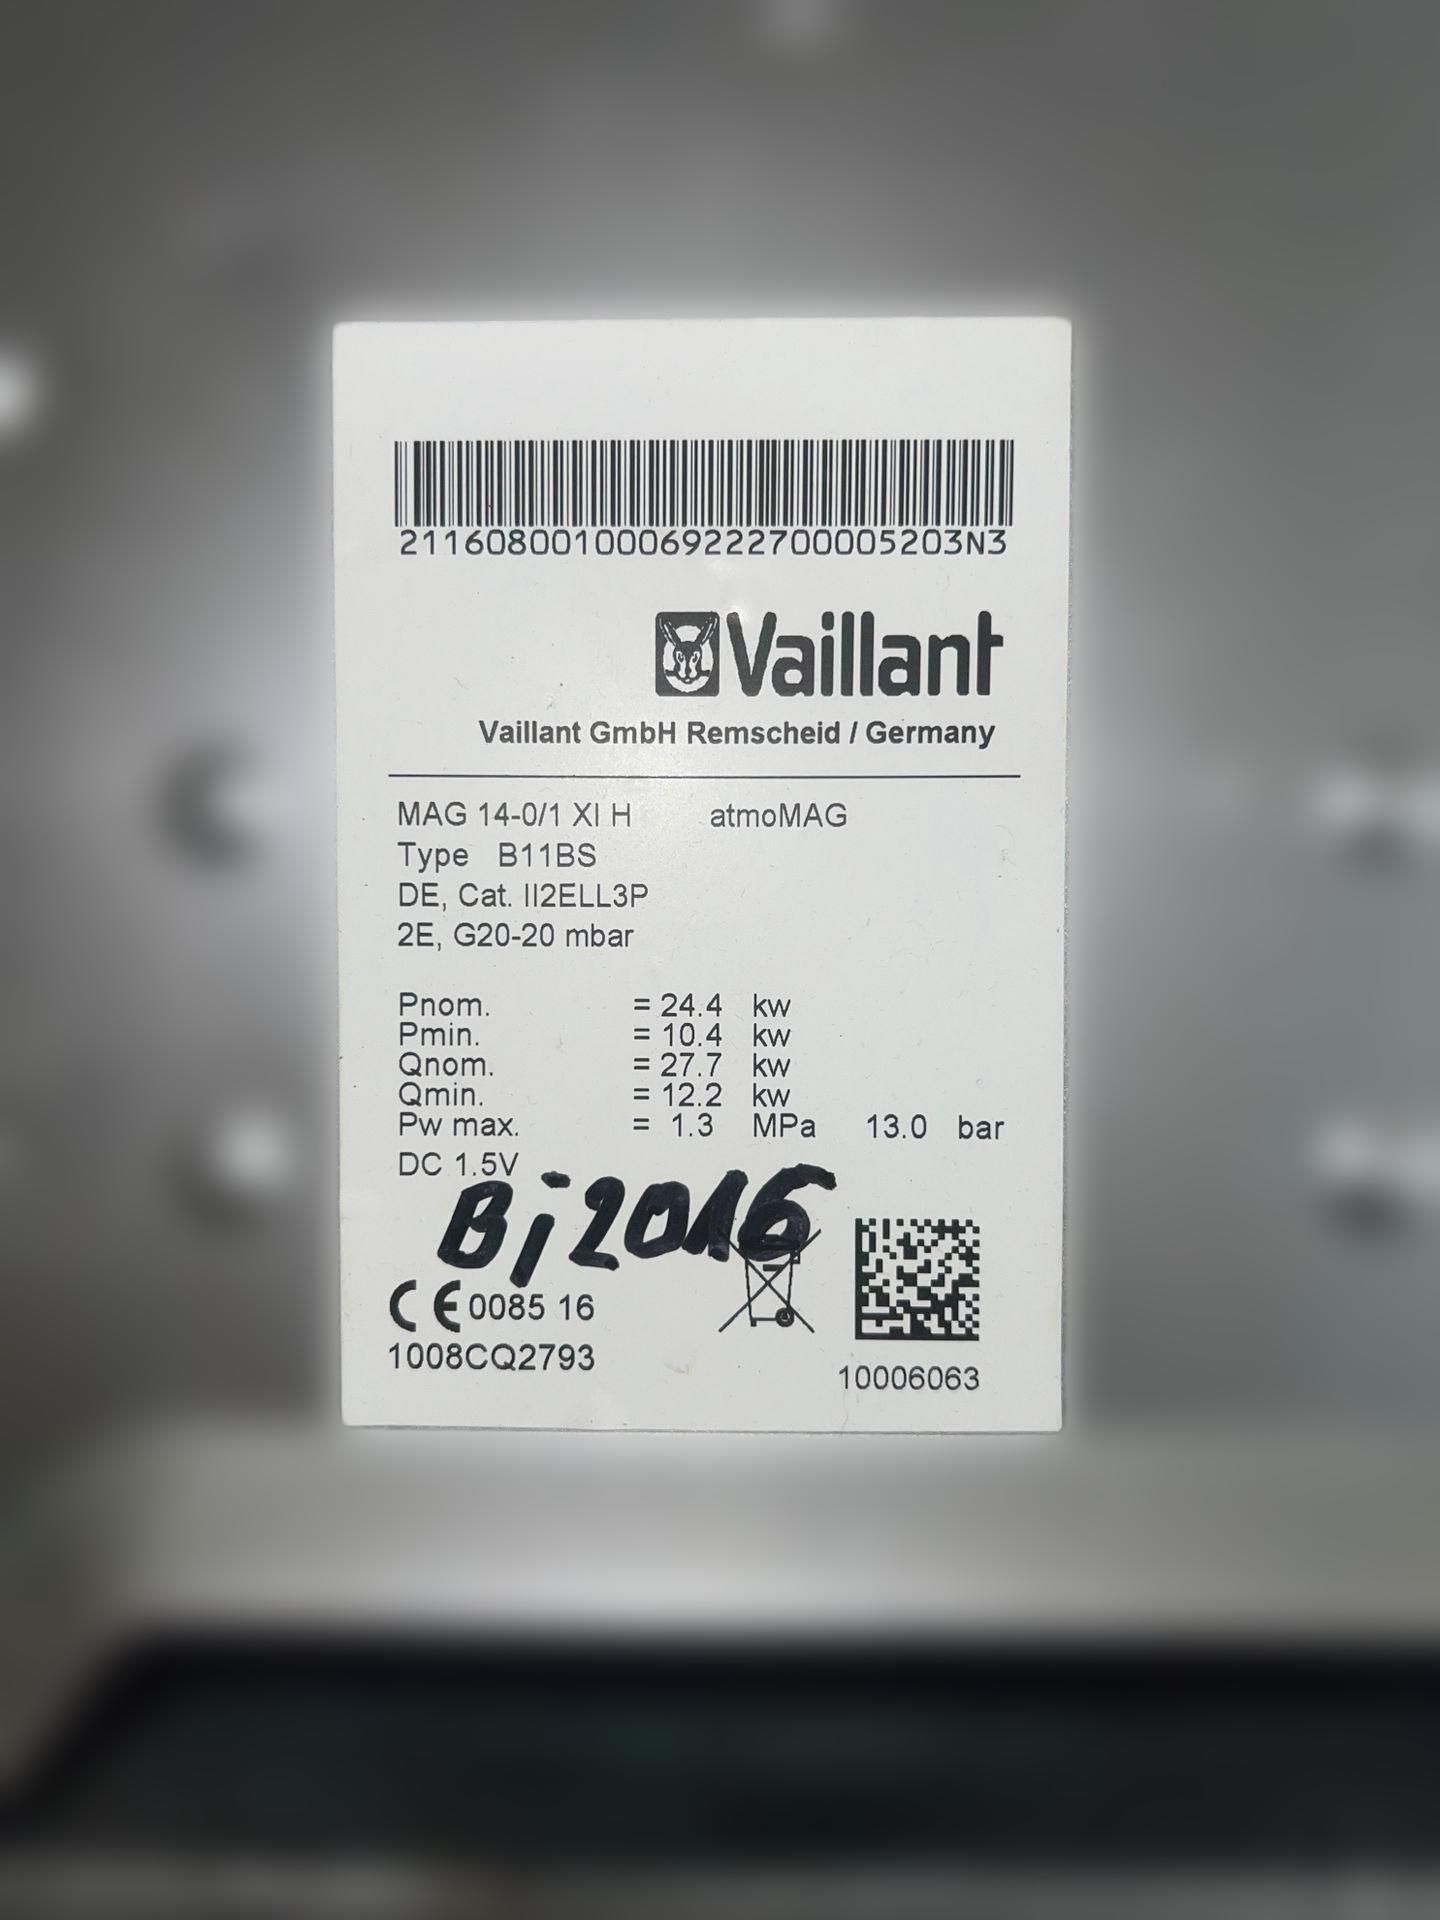 21160800100069222700005203N3
Vaillant
Vaillant GmbH Remscheid / Germany
MAG 14-0/1 XI H atmoMAG
Type B11BS
DE, Cat. II2ELL3P
2E, G20-20 mbar
Pnom. = 24.4 kw
Pmin. = 10.4 kw
Qnom. = 27.7 kw
Qmin. = 12.2 kw
Pw max. = 1.3 MPa 13.0 bar
DC 1.5V
Bj 2016
CE 0085 16
1008CQ2793
10006063